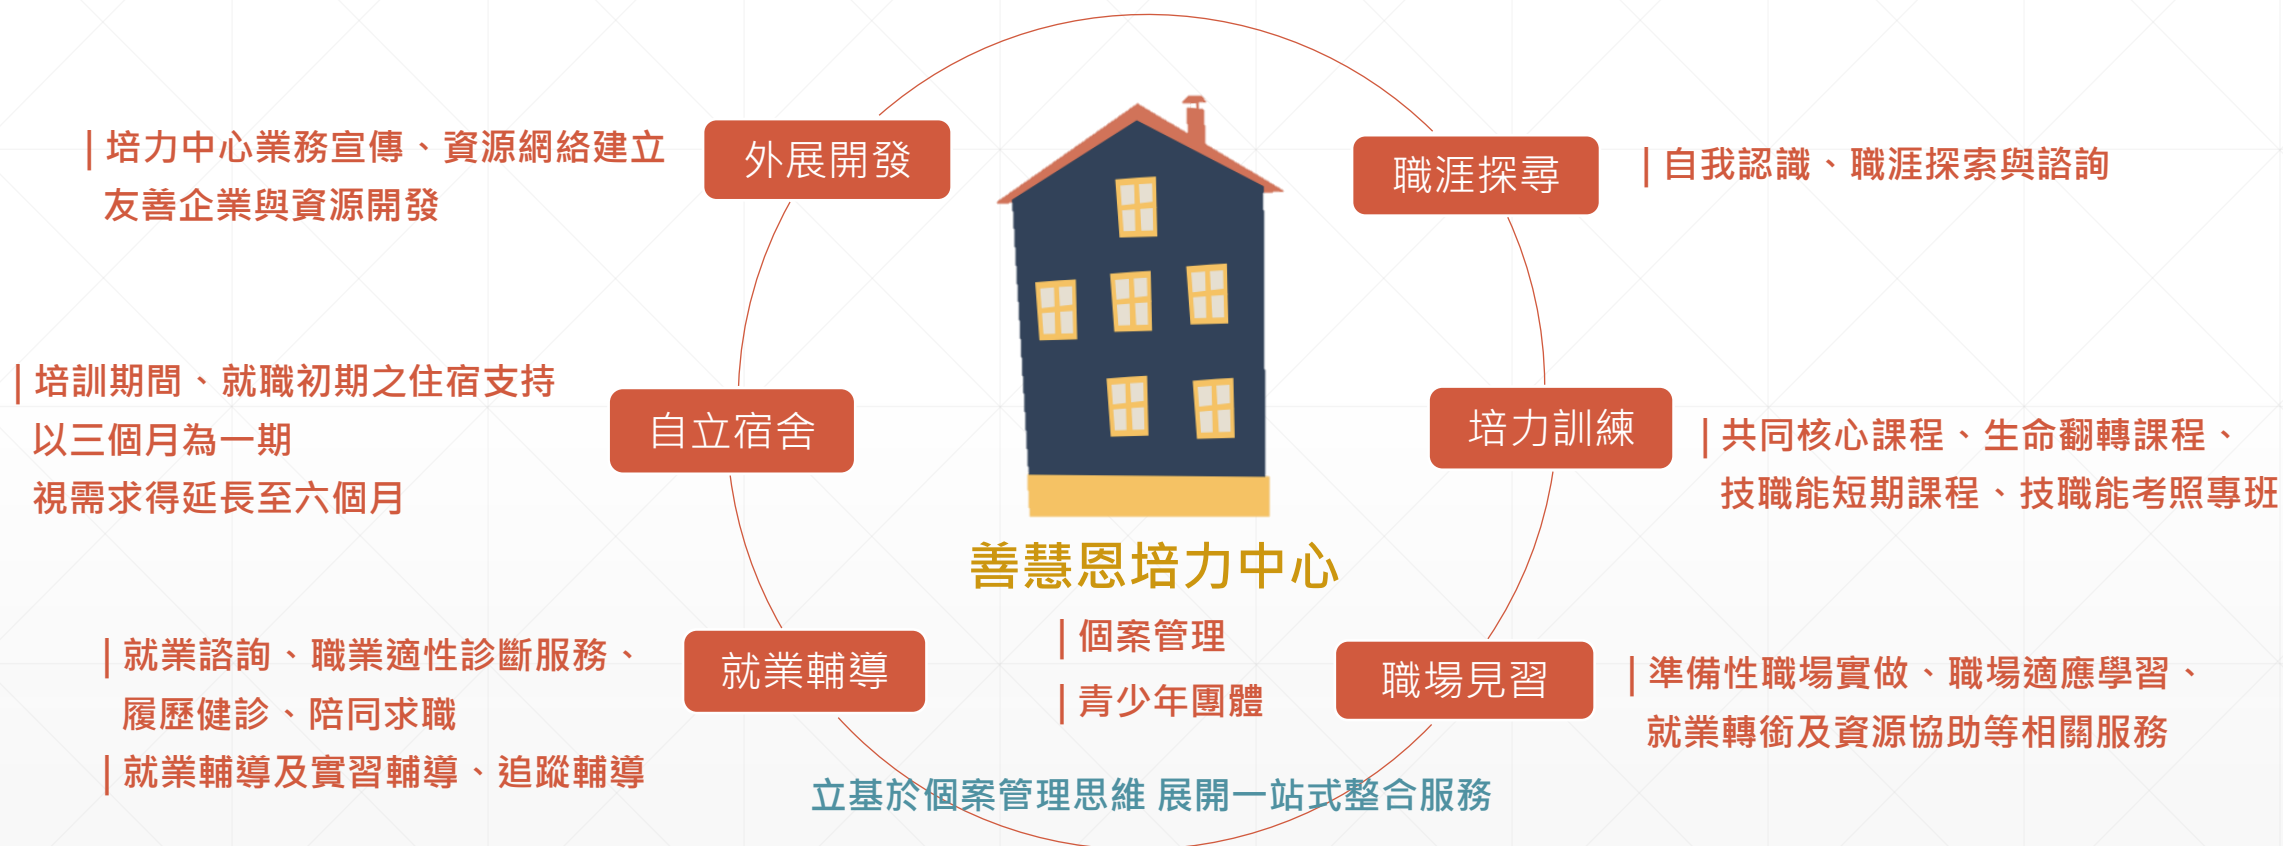 外展開發
| 培力中心業務宣傳、資源網絡建立
友善企業與資源開發
職涯探尋
| 自我認識、職涯探索與諮詢
自立宿舍
| 培訓期間、就職初期之住宿支持
以三個月為一期
視需求得延長至六個月
培力訓練
| 共同核心課程、生命翻轉課程、
技職能短期課程、技職能考照專班
善慧恩培力中心
| 個案管理
| 青少年團體
就業輔導
| 就業諮詢、職業適性診斷服務、
履歷健診、陪同求職
| 就業輔導及實習輔導、追蹤輔導
職場見習
| 準備性職場實做、職場適應學習、
就業轉銜及資源協助等相關服務
立基於個案管理思維 展開一站式整合服務